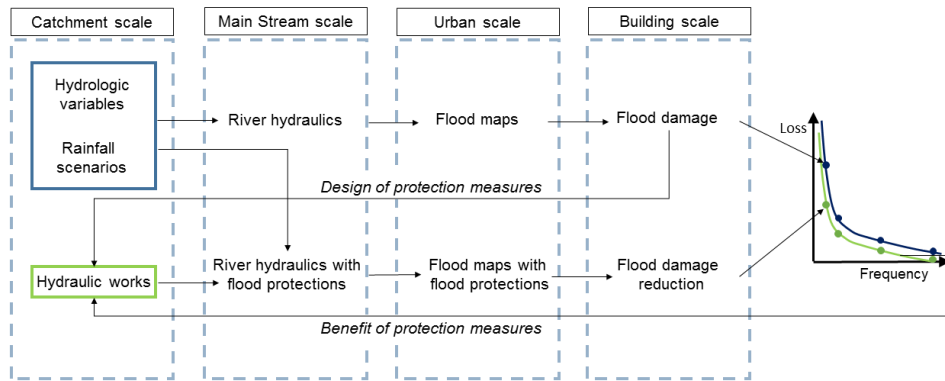 Catchment scale
Main Stream scale
Urban scale
Building scale
Hydrologic
variables
Rainfall
scenarios
River hydraulics
Flood maps
Flood damage
Loss
Design of protection measures
Hydraulic works
River hydraulics with
flood protections
Flood maps with
flood protections
Flood damage
reduction
Frequency
Benefit of protection measures